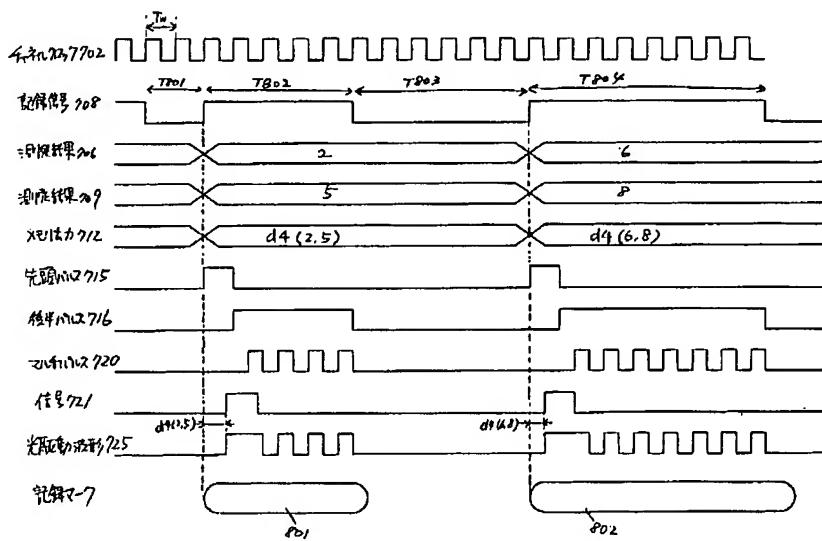 Tw
チャネルクロック702
T801 T802 T803 T804
記録信号708
測定結果706 2 6
測定結果709 5 8
メモリ出力712 d4(2,5) d4(6,8)
先頭パルス715
後半パルス716
マルチパルス720
信号721
d4(2,5) d4(6,8)
光駆動波形725
記録マーク
801 802